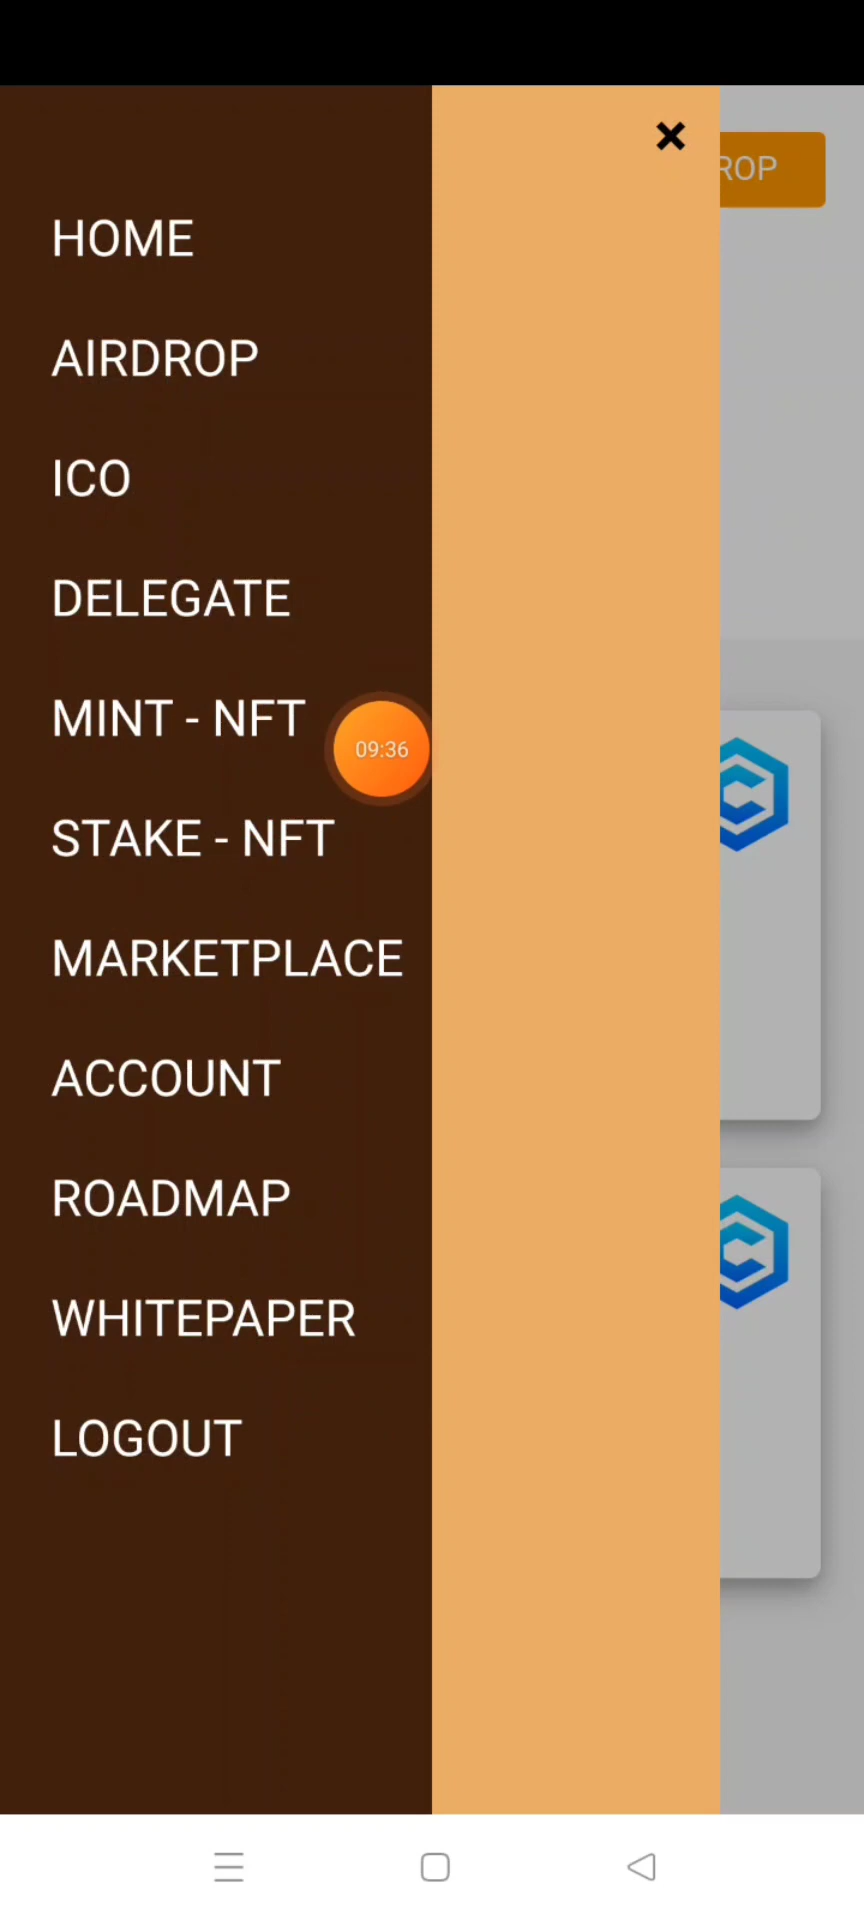 ROP
HOME
AIRDROP
ICO
DELEGATE
MINT - NFT
09:36
STAKE - NFT
MARKETPLACE
ACCOUNT
ROADMAP
WHITEPAPER
LOGOUT